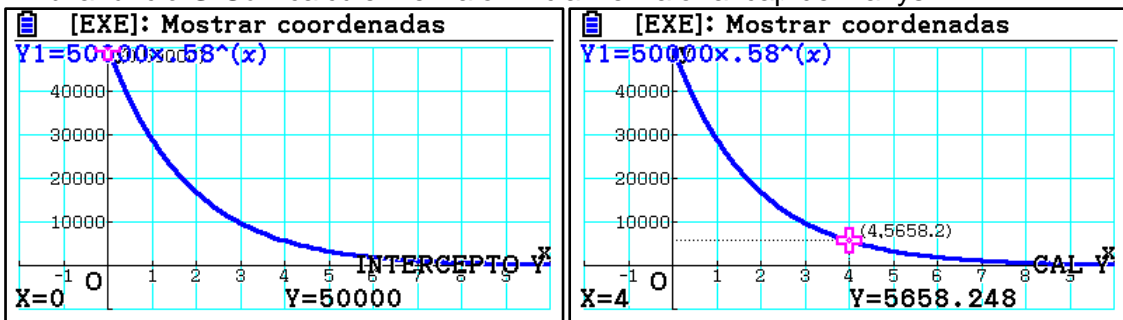 [EXE]: Mostrar coordenadas
Y1=50000×.58^(x)
40000
30000
20000
10000
-1 O 1 2 3 4 5 6 7 8 9 x
INTERCEPTO Y
X=0 Y=50000
[EXE]: Mostrar coordenadas
Y1=50000×.58^(x)
y
40000
30000
20000
10000
(4,5658.2)
-1 O 1 2 3 4 5 6 7 8 9 x
CAL Y
X=4 Y=5658.248